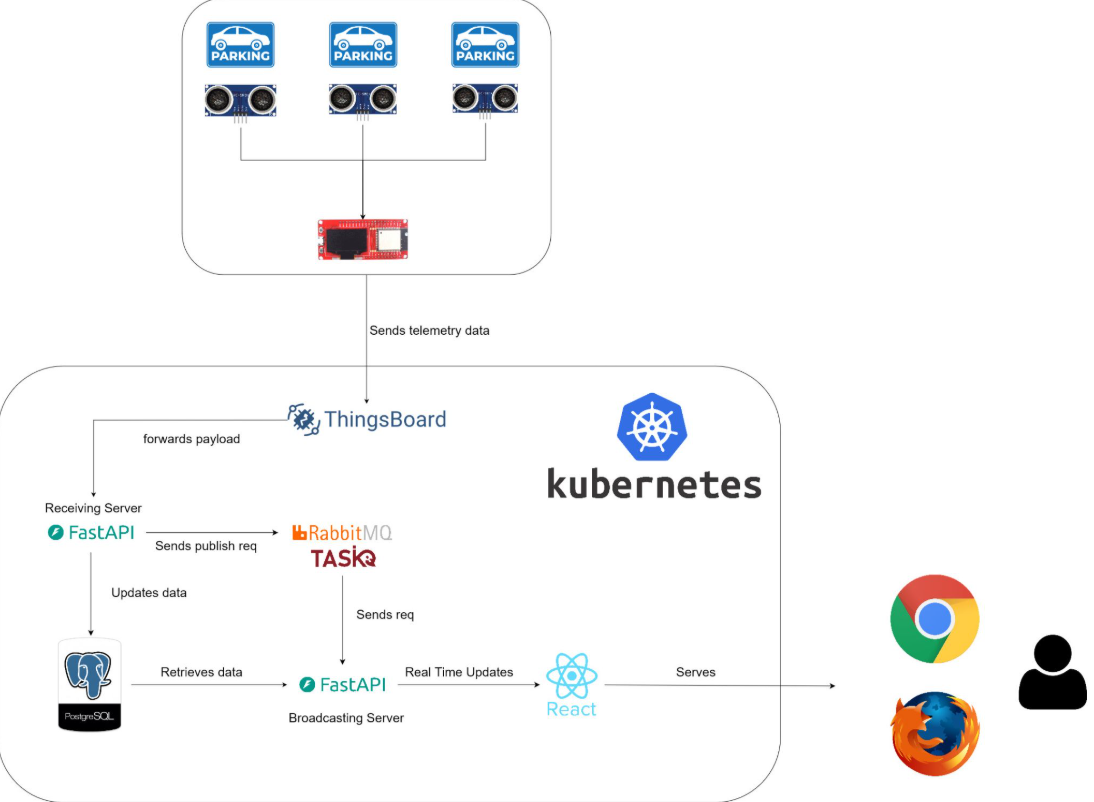 PARKING
PARKING
PARKING
Sends telemetry data
ThingsBoard
forwards payload
kubernetes
Receiving Server
FastAPI
Sends publish req
RabbitMQ
TASKIQ
Updates data
Sends req
PostgreSQL
Retrieves data
FastAPI
Broadcasting Server
Real Time Updates
React
Serves